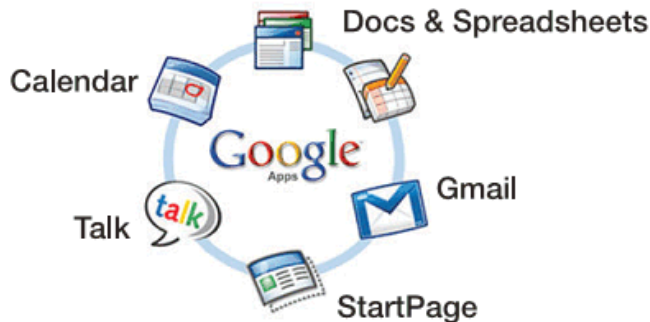 Docs & Spreadsheets
Calendar
Google
Apps
Gmail
talk
Talk
StartPage